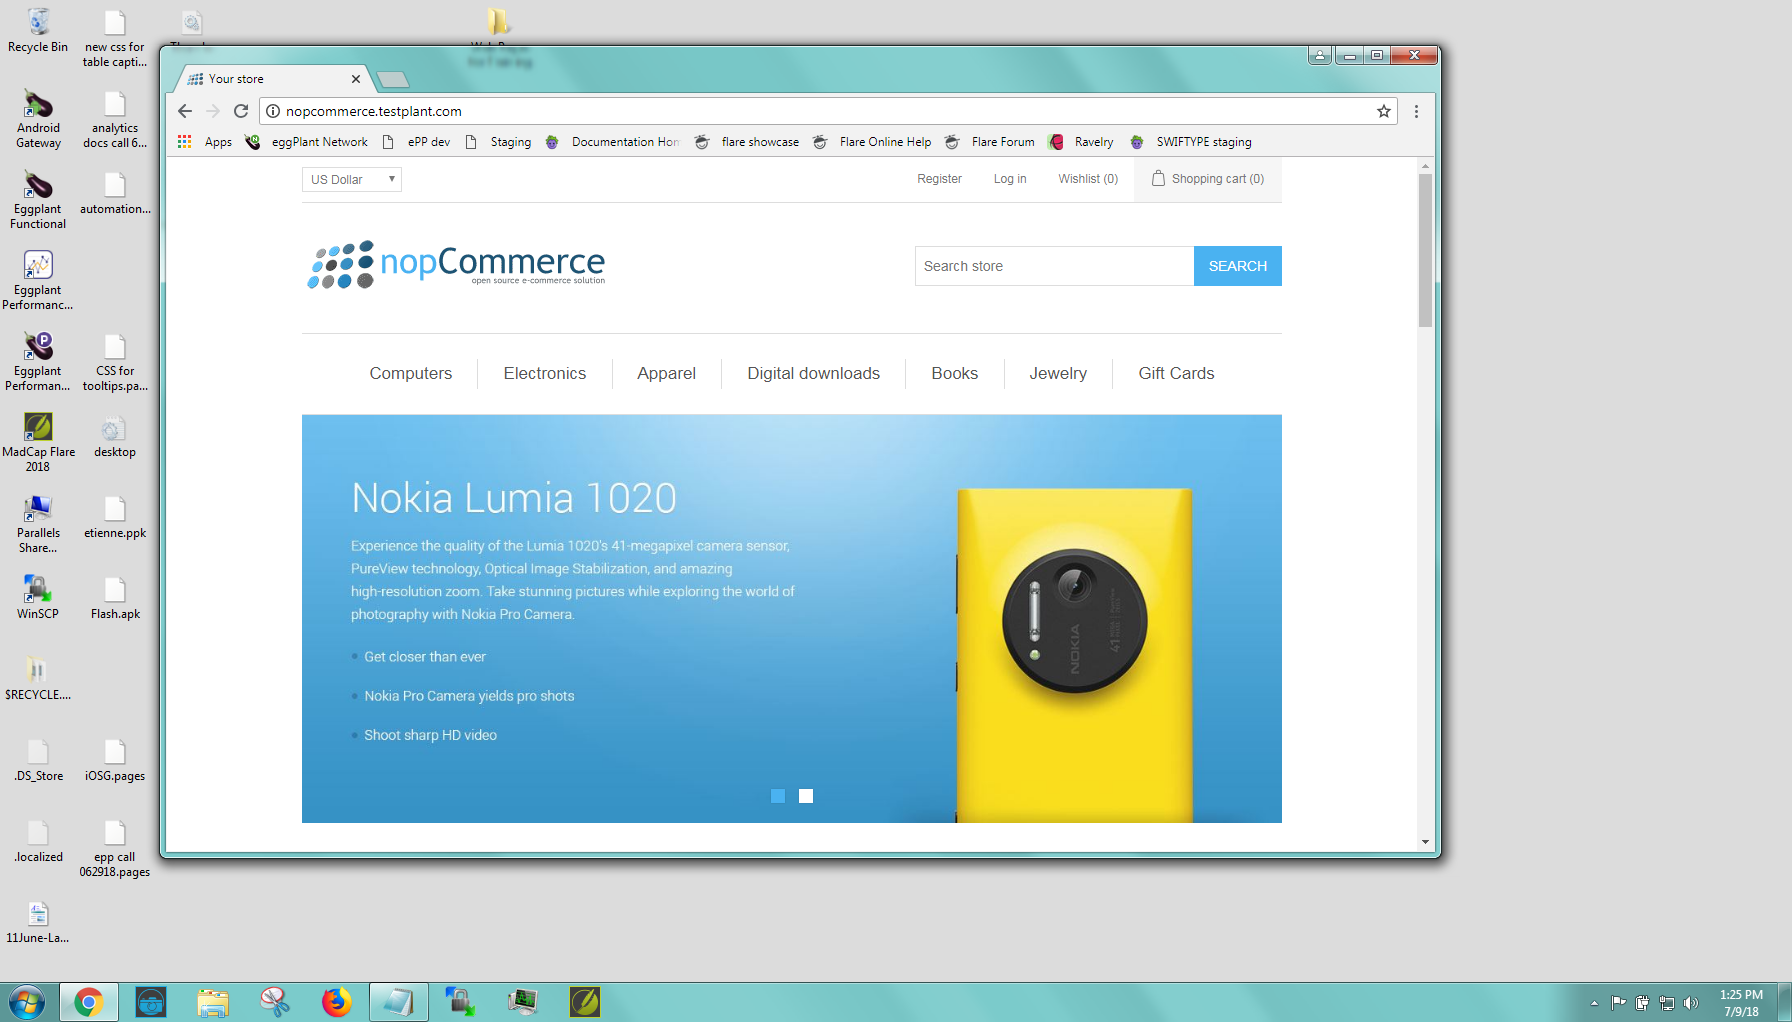 Recycle Bin
new css for
table capti...
Android
Gateway
analytics
docs call 6...
Eggplant
Functional
automation...
Eggplant
Performanc...
Eggplant
Performan...
CSS for
tooltips.pa...
MadCap Flare
2018
desktop
Parallels
Share...
etienne.ppk
WinSCP
Flash.apk
$RECYCLE....
.DS_Store
iOSG.pages
.localized
epp call
062918.pages
11June-La...
Your store
nopcommerce.testplant.com
Apps
eggPlant Network
ePP dev
Staging
Documentation Hon
flare showcase
Flare Online Help
Flare Forum
Ravelry
SWIFTYPE staging
US Dollar
Register
Log in
Wishlist (0)
Shopping cart (0)
nopCommerce
open source e-commerce solution
Search store
SEARCH
Computers
Electronics
Apparel
Digital downloads
Books
Jewelry
Gift Cards
Nokia Lumia 1020
Experience the quality of the Lumia 1020's 41-megapixel camera sensor,
PureView technology, Optical Image Stabilization, and amazing
high-resolution zoom. Take stunning pictures while exploring the world of
photography with Nokia Pro Camera.
Get closer than ever
Nokia Pro Camera yields pro shots
Shoot sharp HD video
NOKIA
1:25 PM
7/9/18